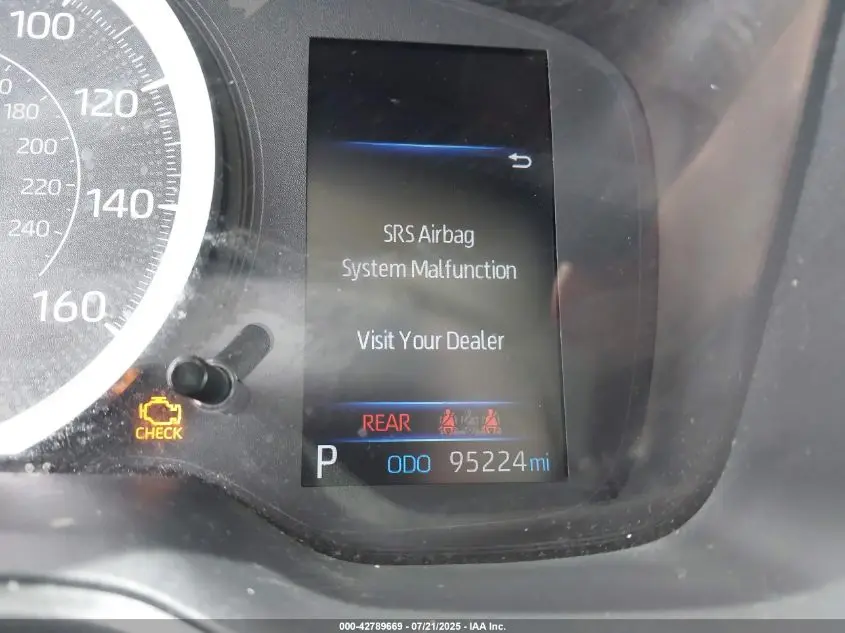 100
120
140
160
180
200
220
240
SRS Airbag
System Malfunction
Visit Your Dealer
REAR
CHECK
P ODO 95224 mi
000-42789669 - 07/21/2025 - IAA Inc.